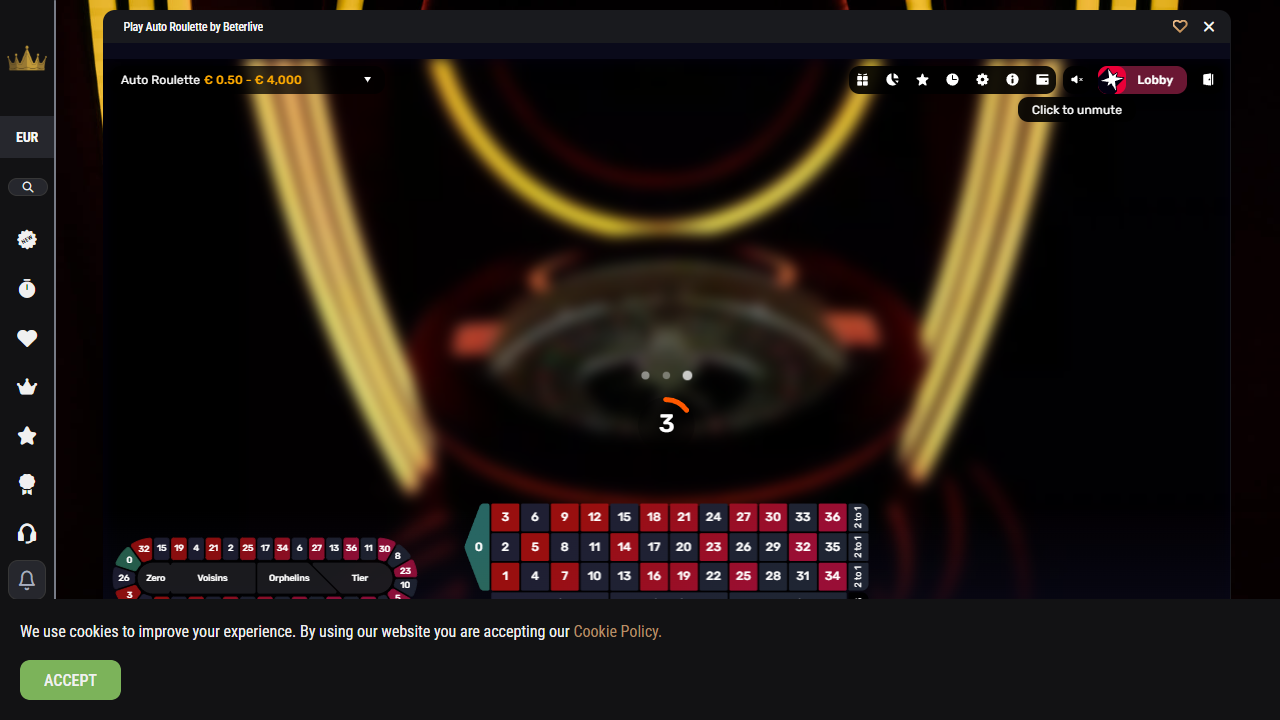 Play Auto Roulette by Beterlive
Auto Roulette € 0.50 - € 4,000
Lobby
Click to unmute
EUR
NEW
3
3 6 9 12 15 18 21 24 27 30 33 36 2 to 1
0 2 5 8 11 14 17 20 23 26 29 32 35 2 to 1
1 4 7 10 13 16 19 22 25 28 31 34 2 to 1
0 32 15 19 4 21 2 25 17 34 6 27 13 36 11 30 8
26 Zero Voisins Orphelins Tier 23
10
3 5
We use cookies to improve your experience. By using our website you are accepting our Cookie Policy.
ACCEPT